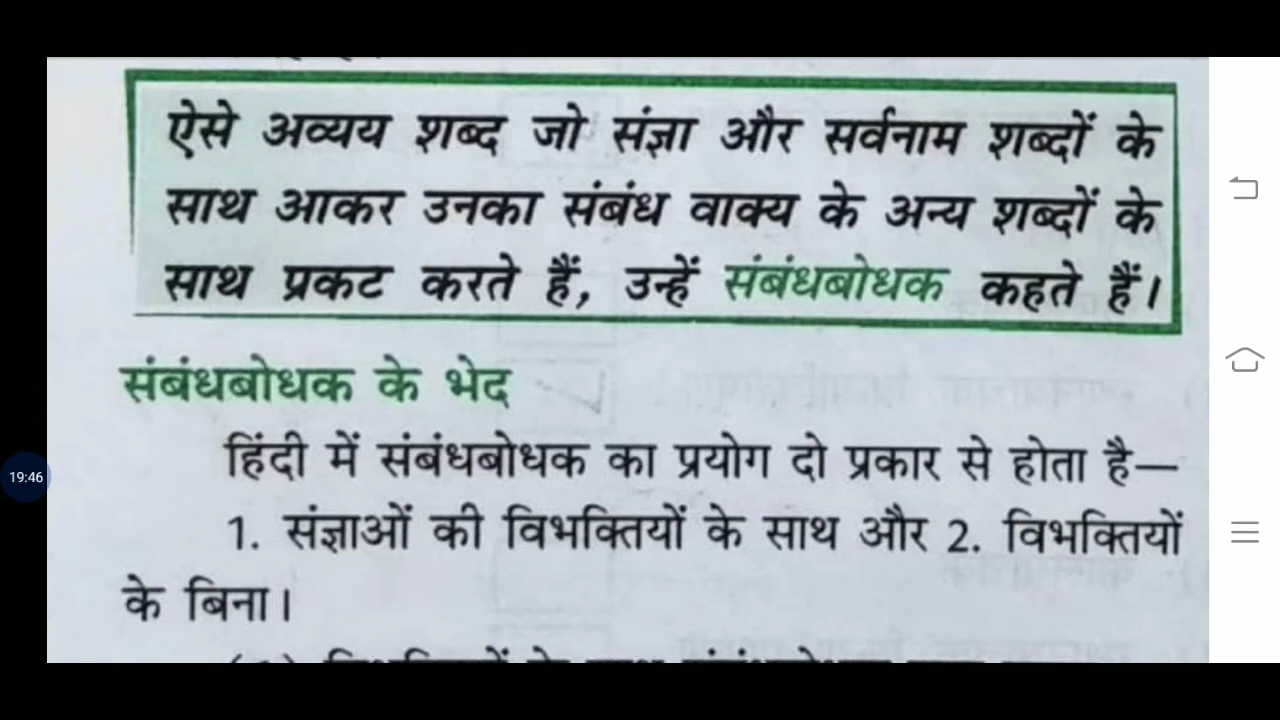 ऐसे अव्यय शब्द जो संज्ञा और सर्वनाम शब्दों के
साथ आकर उनका संबंध वाक्य के अन्य शब्दों के
साथ प्रकट करते हैं, उन्हें संबंधबोधक कहते हैं।
संबंधबोधक के भेद
हिंदी में संबंधबोधक का प्रयोग दो प्रकार से होता है—
1. संज्ञाओं की विभक्तियों के साथ और 2. विभक्तियों
के बिना।
19:46